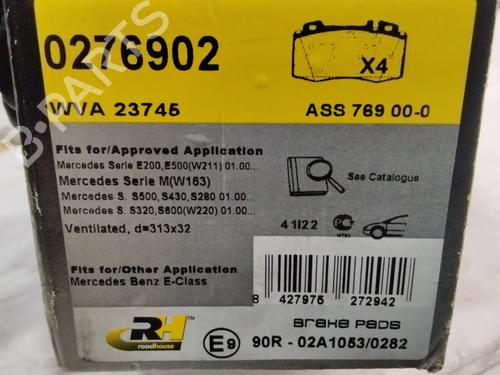 0276902
X4
WVA 23745
ASS 769 00-0
Fits for/Approved Application
Mercedes Serie E200,E500(W211) 01.00...
Mercedes Serie M(W163)
Mercedes S. S500,S430,S280 01.00...
Mercedes S. S320,S600(W220) 01.00...
Ventilated, d=313x32
See Catalogue
41122
Fits for/Other Application
Mercedes Benz E-Class
8 427975 272942
RH
roadhouse
E9
BRAKE PADS
90R - 02A1053/0282
B-PARTS